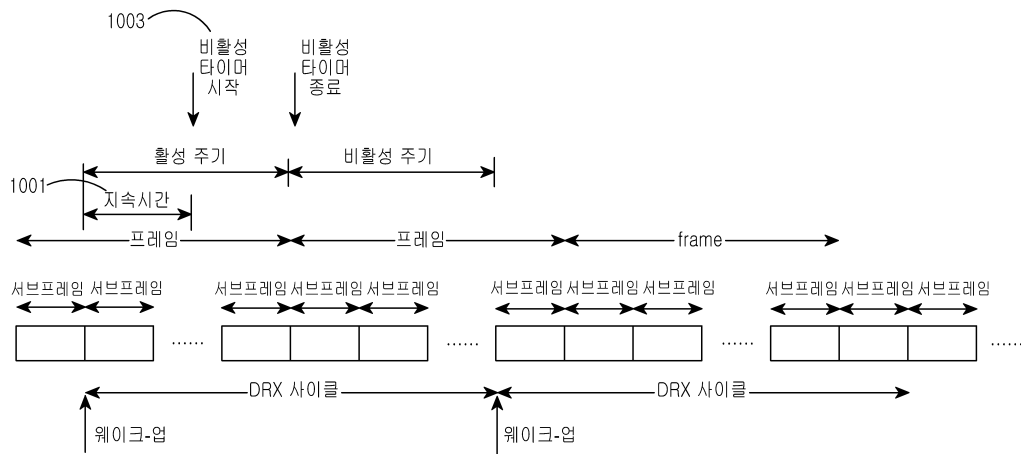 1003
비활성
타이머
시작
비활성
타이머
종료
활성 주기
비활성 주기
1001
지속시간
프레임
프레임
frame
서브프레임 서브프레임
서브프레임 서브프레임 서브프레임
서브프레임 서브프레임 서브프레임
서브프레임 서브프레임 서브프레임
...... ...... ...... ......
DRX 사이클
DRX 사이클
웨이크-업
웨이크-업